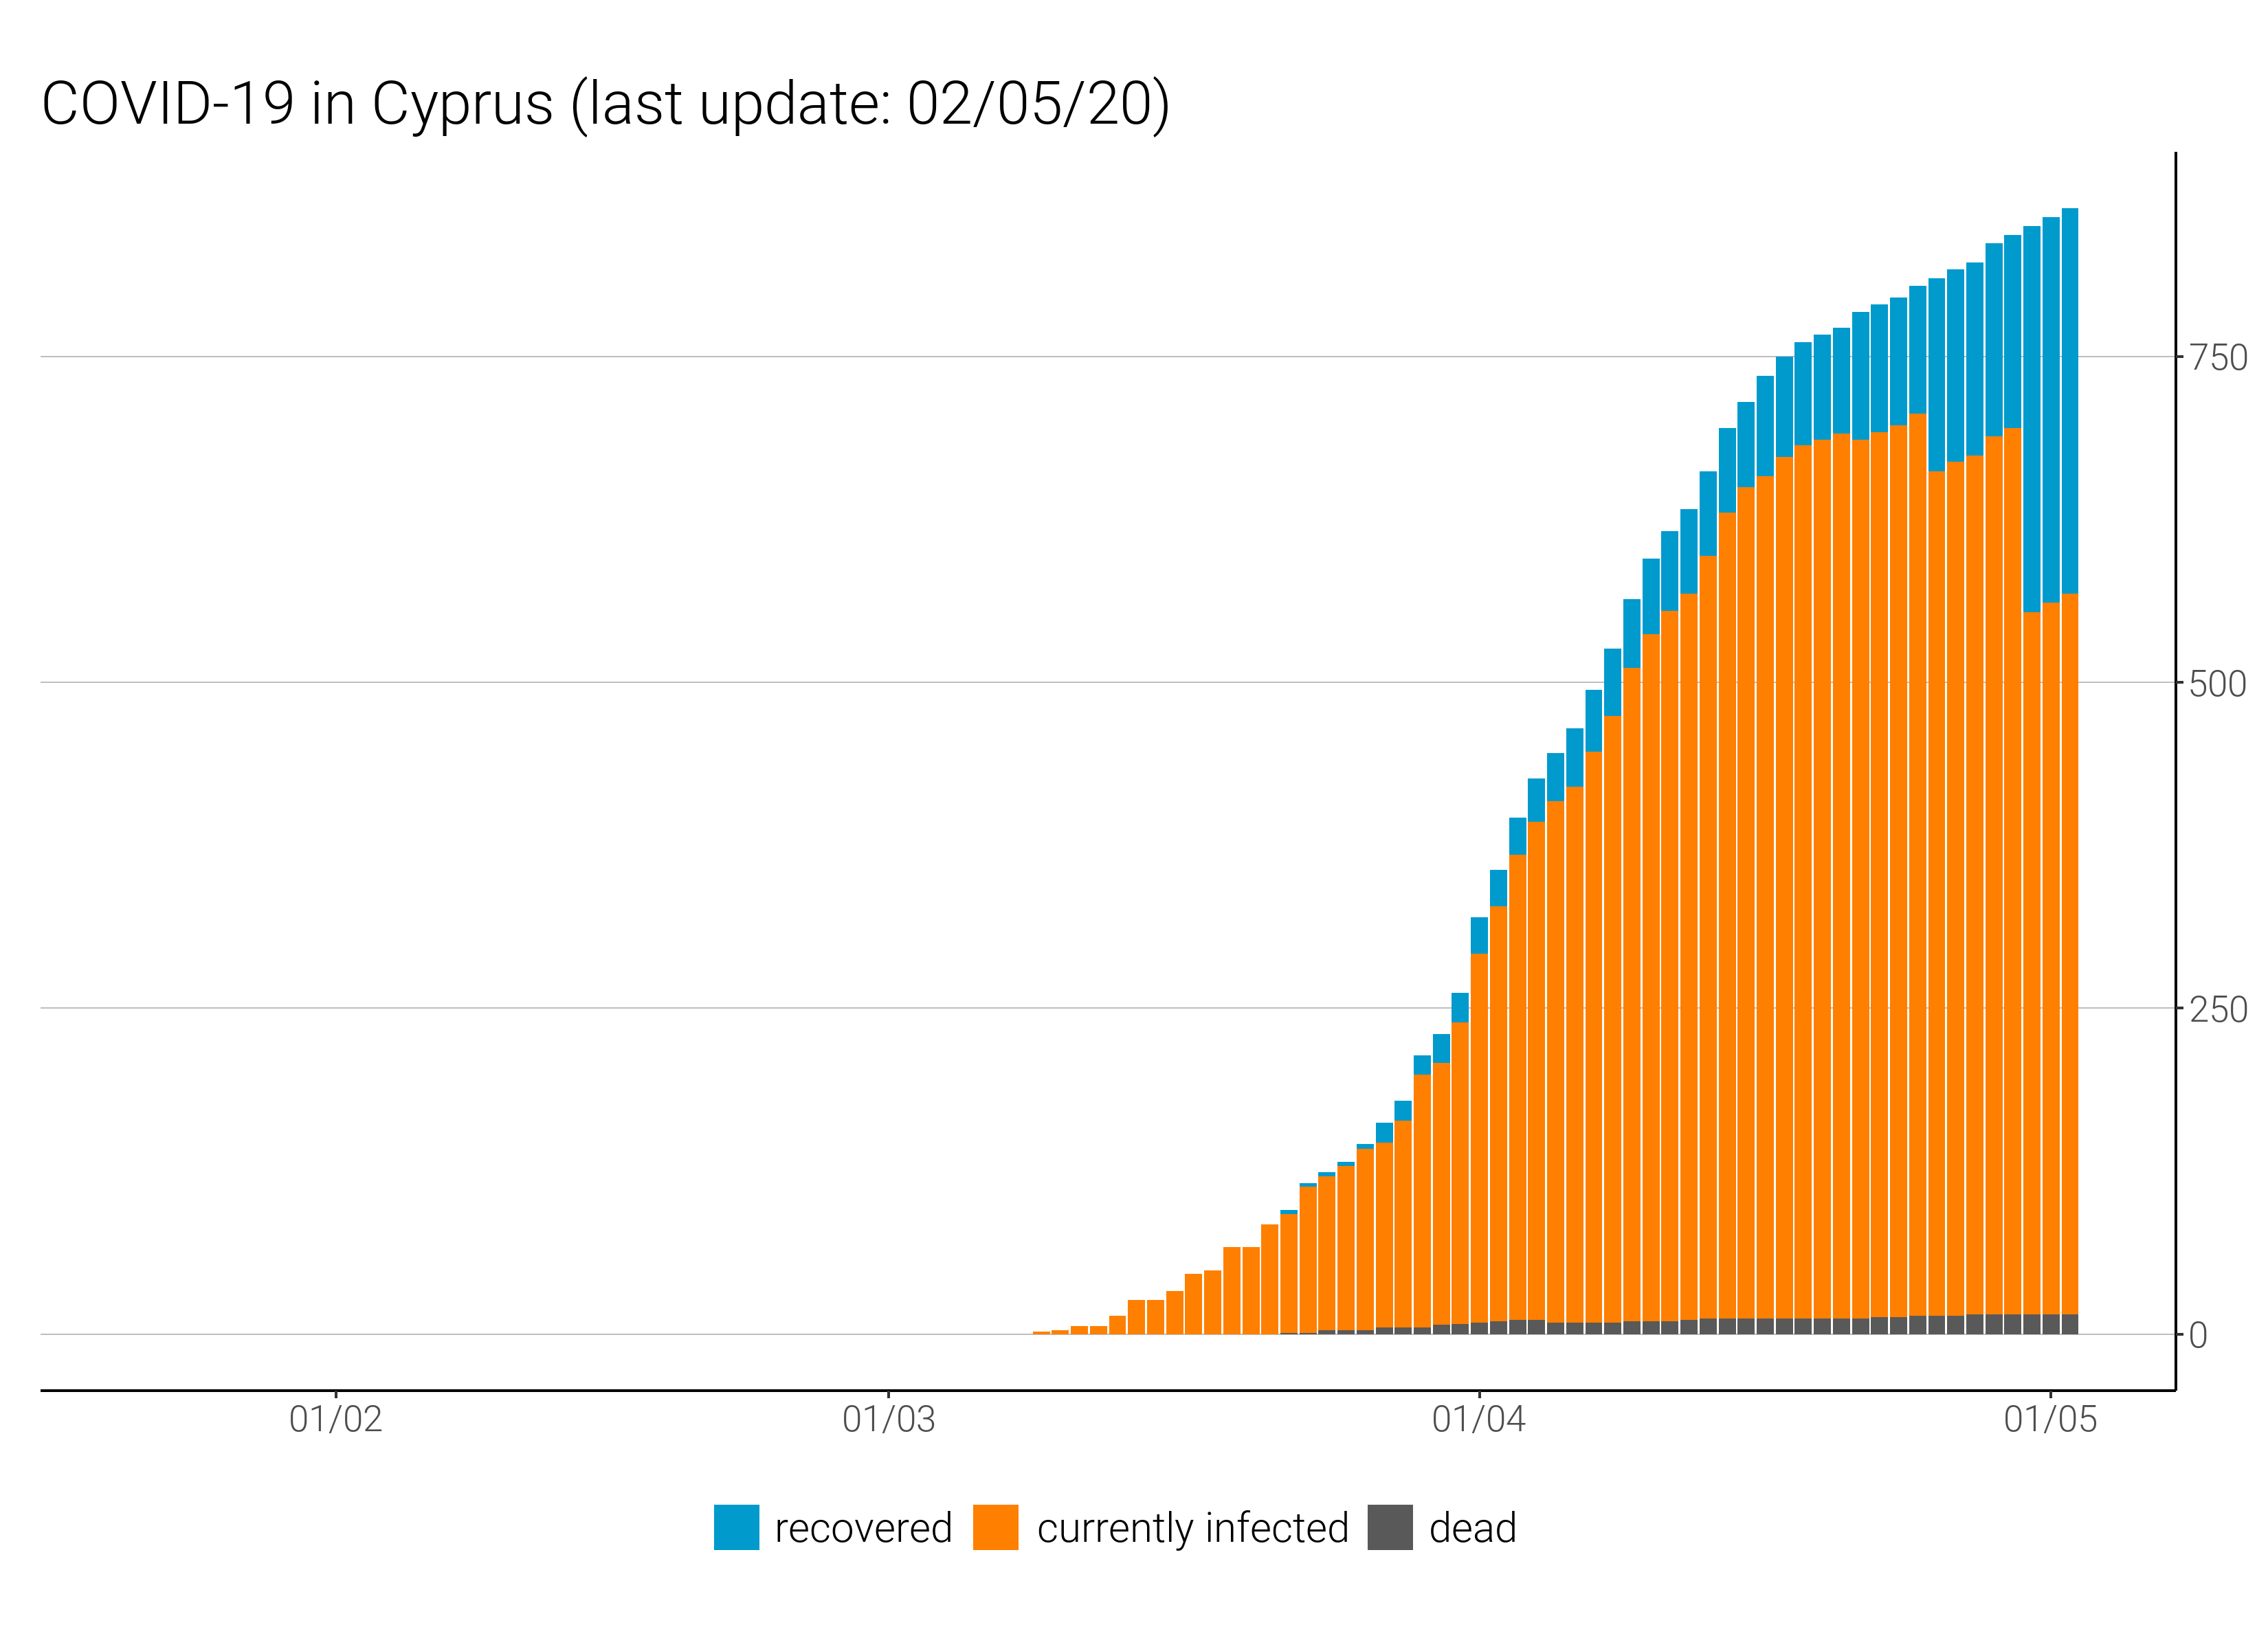 COVID-19 in Cyprus (last update: 02/05/20)
750
500
250
0
01/02 01/03 01/04 01/05
recovered currently infected dead